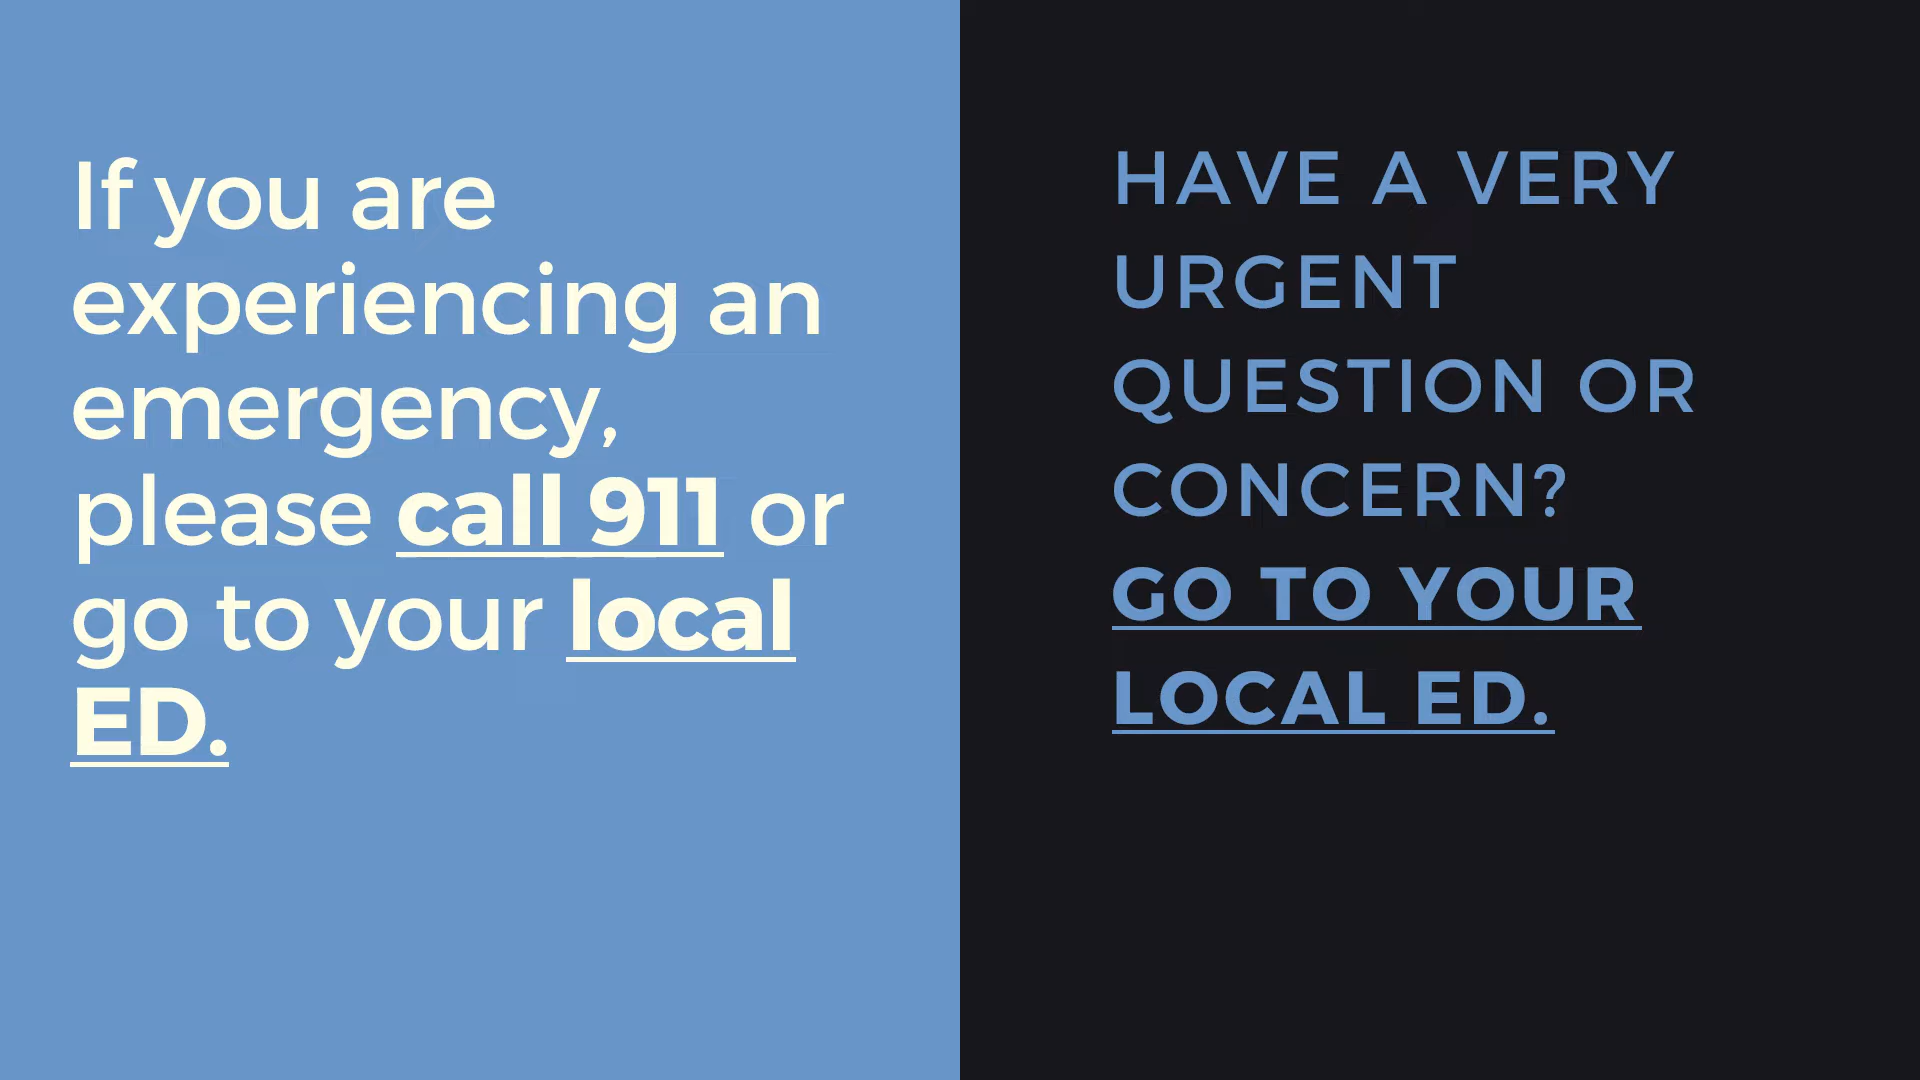 If you are
experiencing an
emergency,
please call 911 or
go to your local
ED.
HAVE A VERY
URGENT
QUESTION OR
CONCERN?
GO TO YOUR
LOCAL ED.